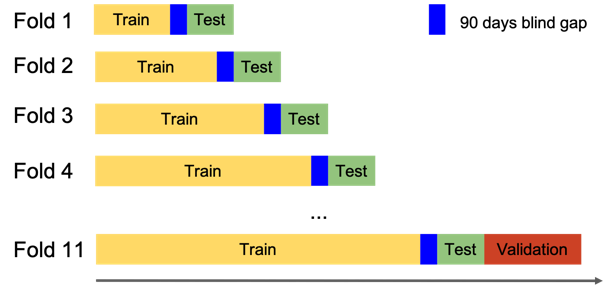 Fold 1
Train
Test
90 days blind gap
Fold 2
Train
Test
Fold 3
Train
Test
Fold 4
Train
Test
...
Fold 11
Train
Test
Validation